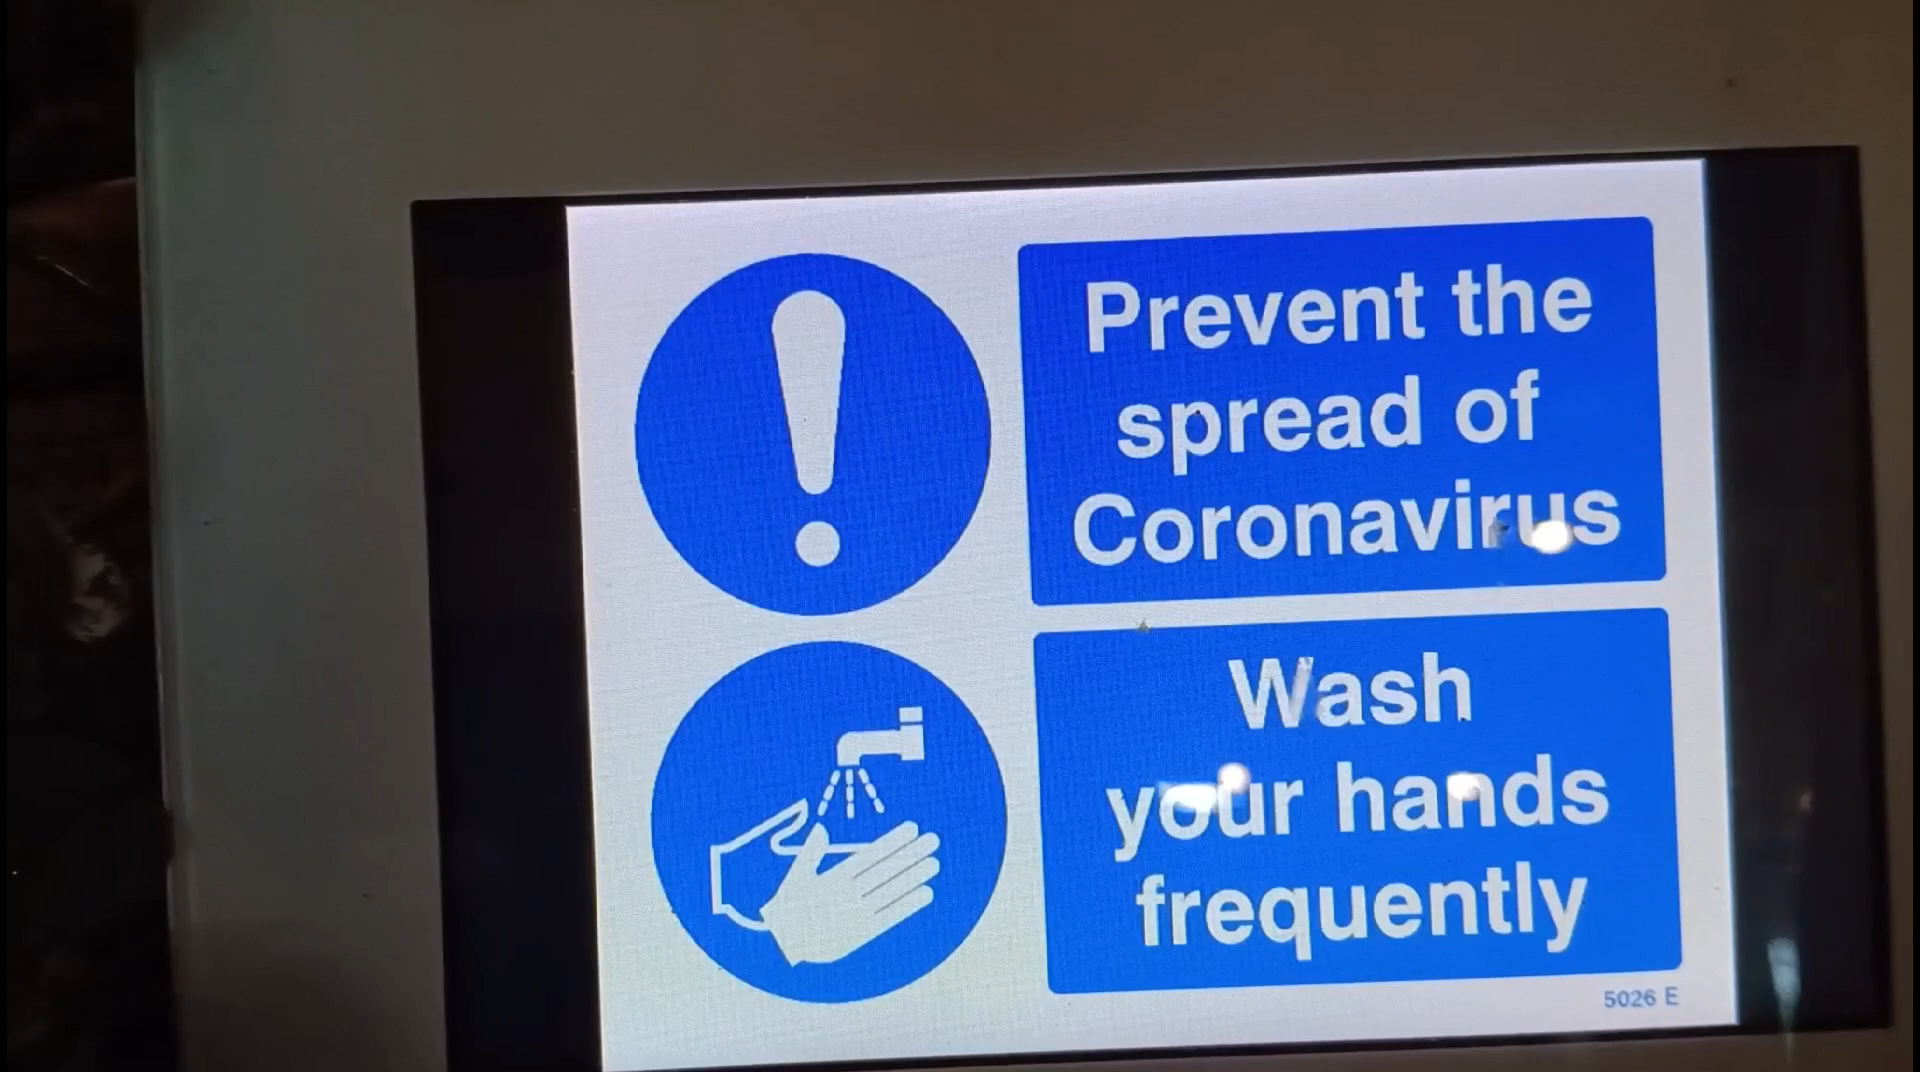 Prevent the
spread of
Coronavirus
Wash
your hands
frequently
5026 E